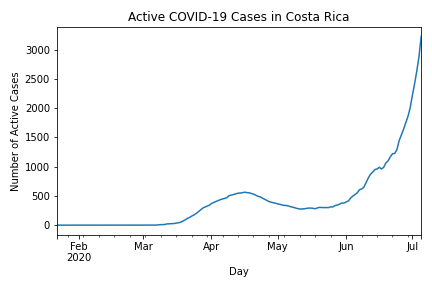 Active COVID-19 Cases in Costa Rica
Number of Active Cases
3000
2500
2000
1500
1000
500
0
Feb Mar Apr May Jun Jul
2020
Day